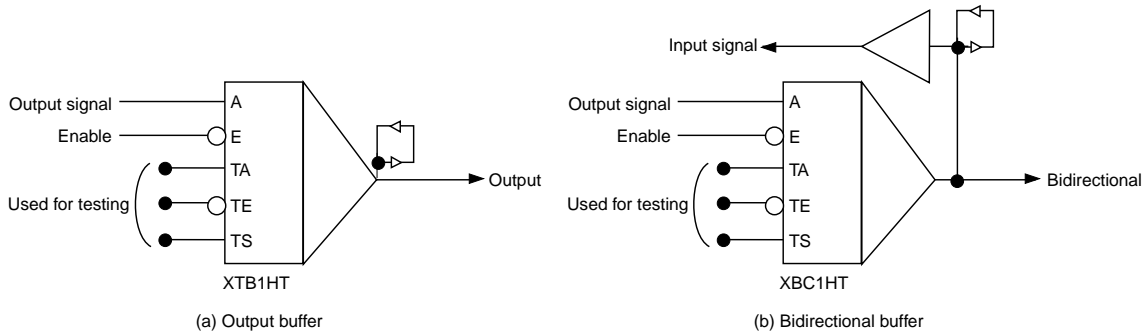 Output signal
Enable
Used for testing
A
E
TA
TE
TS
Output
XTB1HT
(a) Output buffer
Input signal
Output signal
Enable
Used for testing
A
E
TA
TE
TS
Bidirectional
XBC1HT
(b) Bidirectional buffer